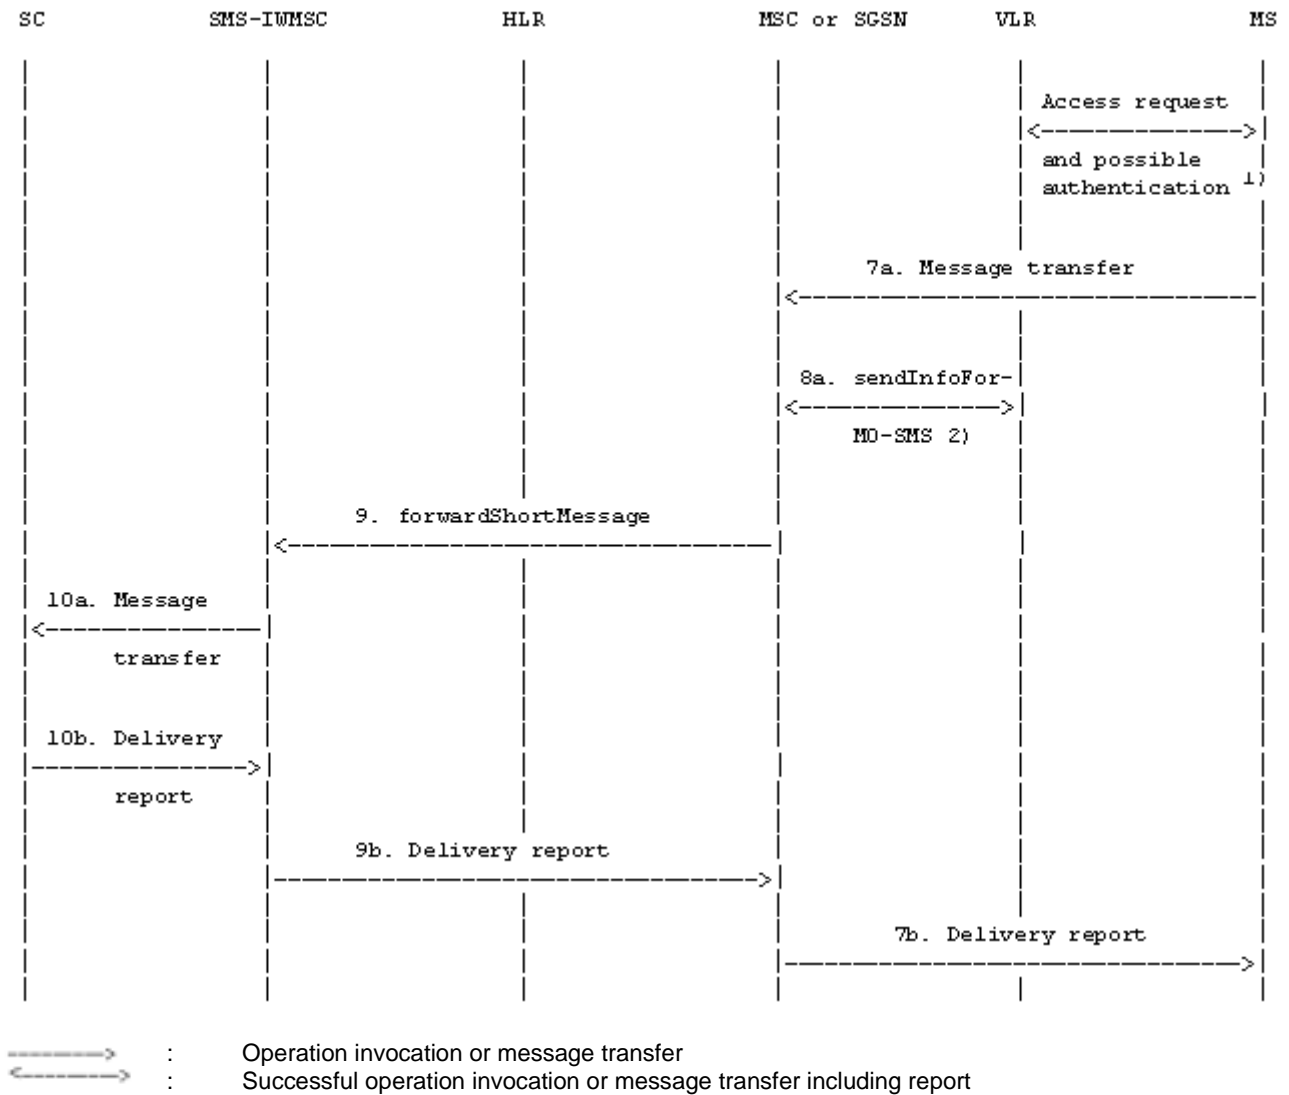 SC SMS-IWMSC HLR MSC or SGSN VLR MS
Access request
and possible
authentication 1)
7a. Message transfer
8a. sendInfoFor-
MO-SMS 2)
9. forwardShortMessage
10a. Message
transfer
10b. Delivery
report
9b. Delivery report
7b. Delivery report
: Operation invocation or message transfer
: Successful operation invocation or message transfer including report